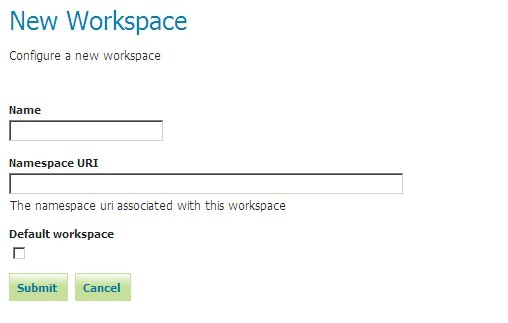 New Workspace
Configure a new workspace
Name
Namespace URI
The namespace uri associated with this workspace
Default workspace
Submit Cancel